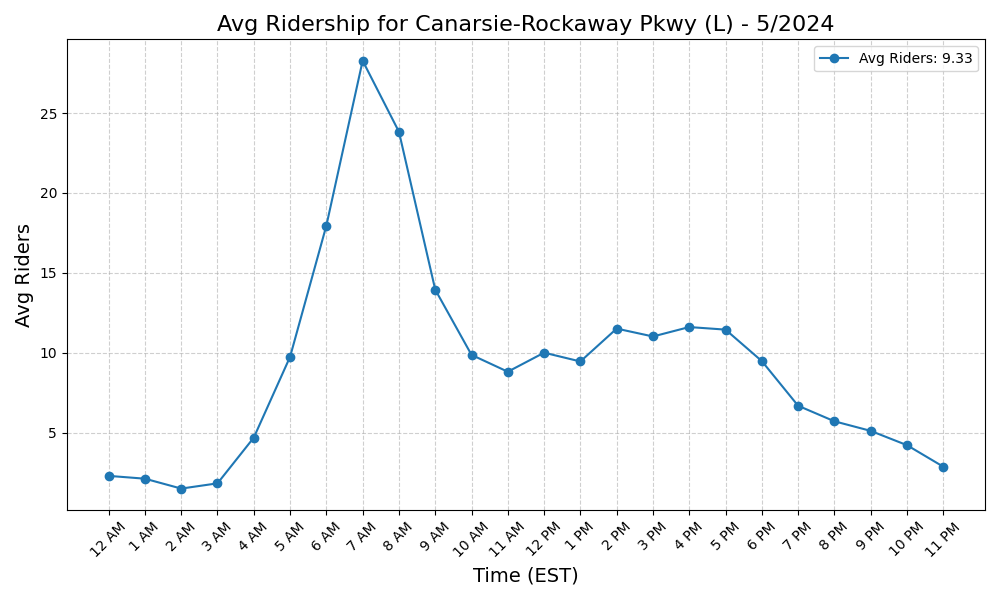 Avg Ridership for Canarsie-Rockaway Pkwy (L) - 5/2024
Avg Riders: 9.33
Avg Riders
25
20
15
10
5
12 AM
1 AM
2 AM
3 AM
4 AM
5 AM
6 AM
7 AM
8 AM
9 AM
10 AM
11 AM
12 PM
1 PM
2 PM
3 PM
4 PM
5 PM
6 PM
7 PM
8 PM
9 PM
10 PM
11 PM
Time (EST)